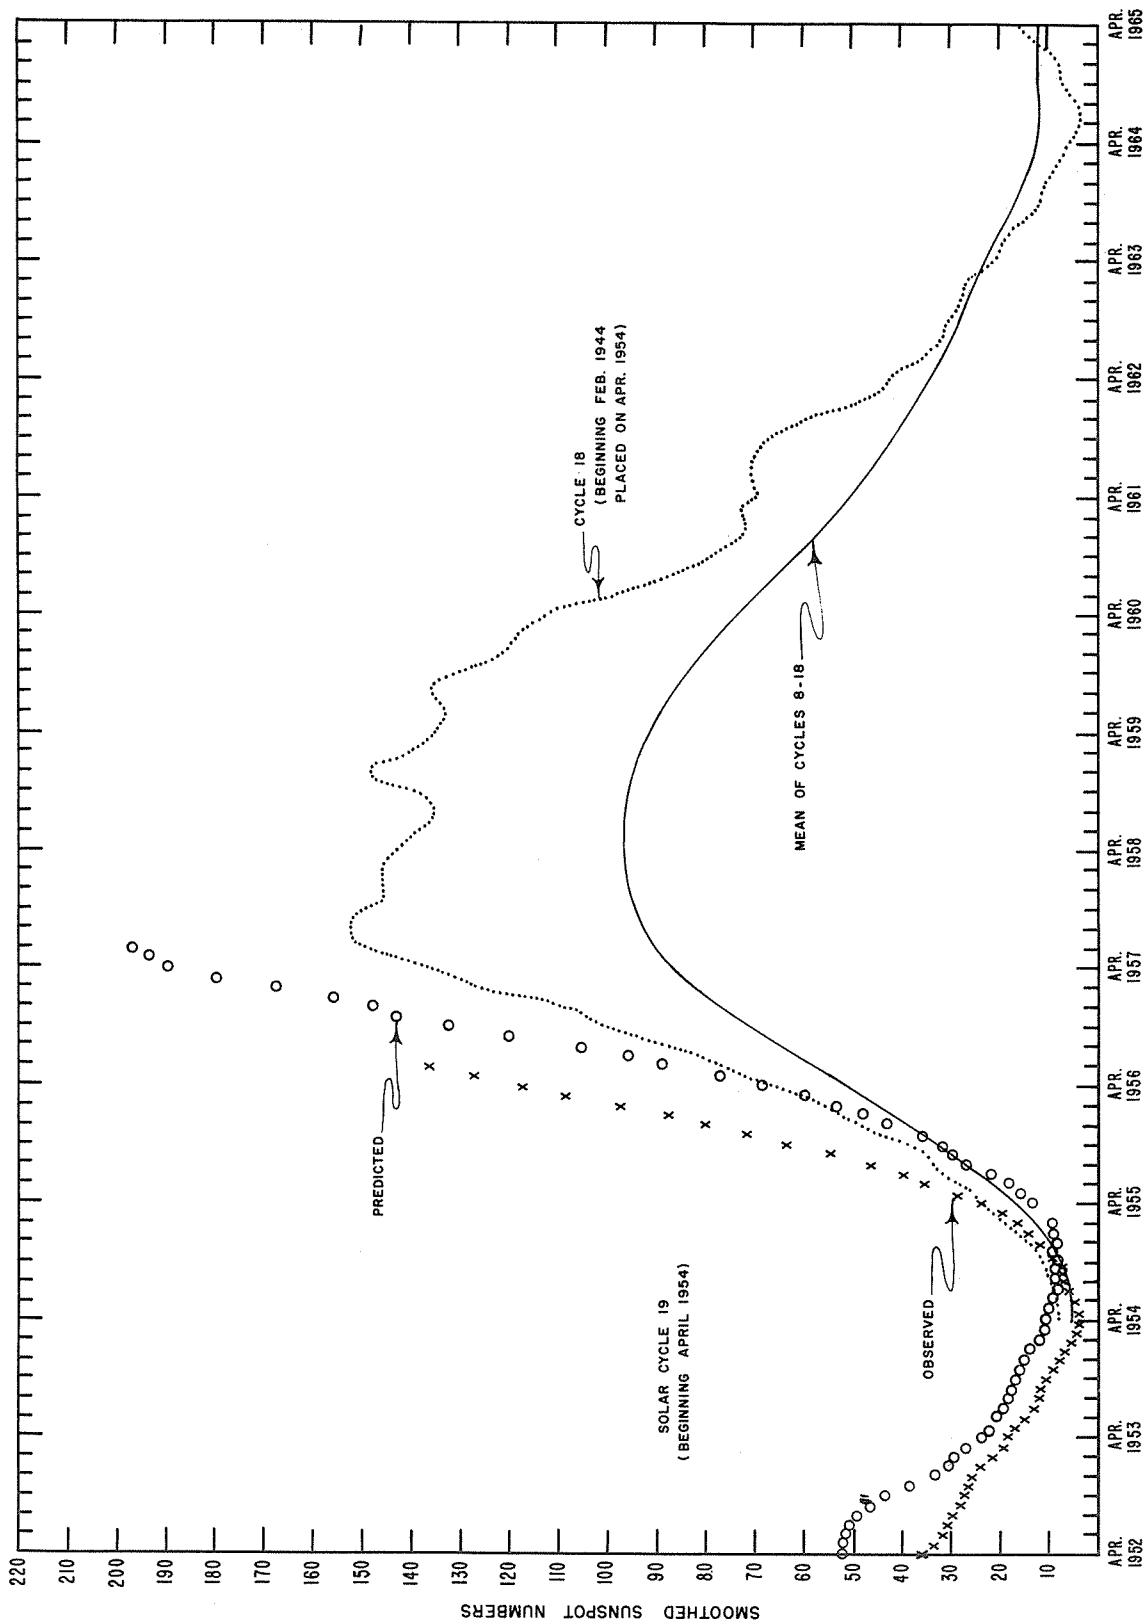 SMOOTHED SUNSPOT NUMBERS
220
210
200
190
180
170
160
150
140
130
120
110
100
90
80
70
60
50
40
30
20
10
PREDICTED
CYCLE 18
(BEGINNING FEB. 1944
PLACED ON APR. 1954)
SOLAR CYCLE 19
(BEGINNING APRIL 1954)
MEAN OF CYCLES 8-18
OBSERVED
APR.
1952
APR.
1953
APR.
1954
APR.
1955
APR.
1956
APR.
1957
APR.
1958
APR.
1959
APR.
1960
APR.
1961
APR.
1962
APR.
1963
APR.
1964
APR.
1965